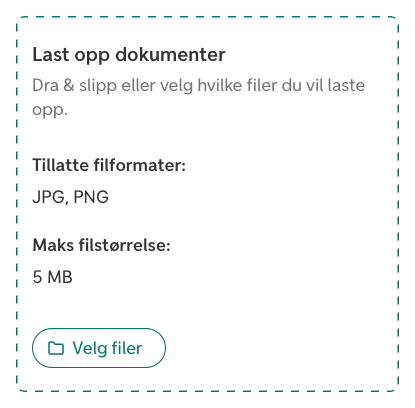 Last opp dokumenter
Dra & slipp eller velg hvilke filer du vil laste
opp.
Tillatte filformater:
JPG, PNG
Maks filstørrelse:
5 MB
Velg filer